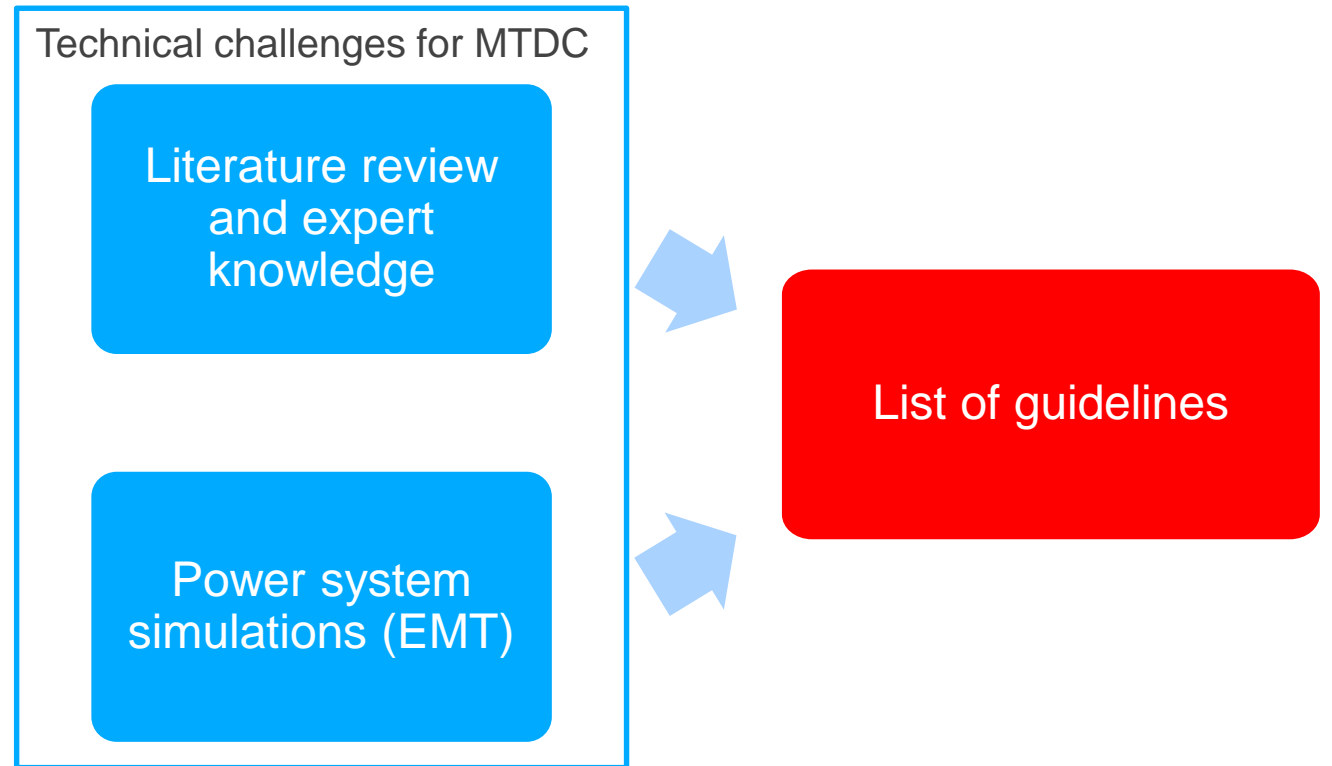 Technical challenges for MTDC
Literature review
and expert
knowledge
List of guidelines
Power system
simulations (EMT)